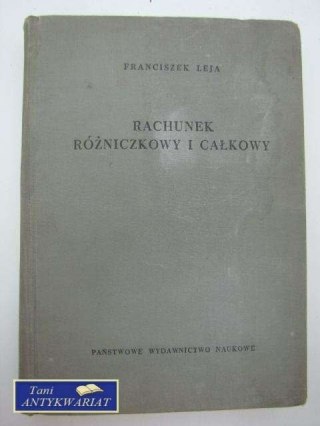 FRANCISZEK LEJA
RACHUNEK
RÓŻNICZKOWY I CAŁKOWY
PAŃSTWOWE WYDAWNICTWO NAUKOWE
Tani
ANTYKWARIAT